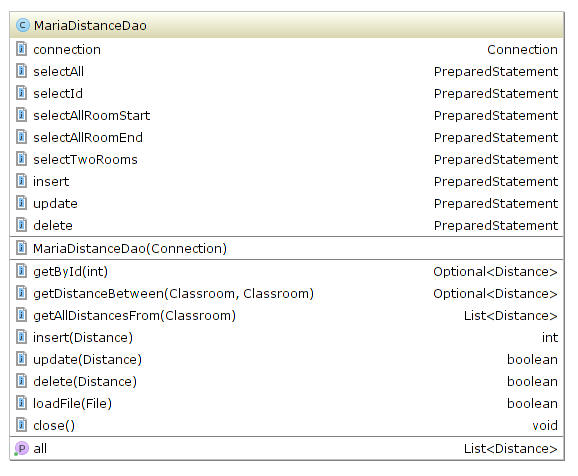 C MariaDistanceDao
connection Connection
selectAll PreparedStatement
selectId PreparedStatement
selectAllRoomStart PreparedStatement
selectAllRoomEnd PreparedStatement
selectTwoRooms PreparedStatement
insert PreparedStatement
update PreparedStatement
delete PreparedStatement
MariaDistanceDao(Connection)
getById(int) Optional<Distance>
getDistanceBetween(Classroom, Classroom) Optional<Distance>
getAllDistancesFrom(Classroom) List<Distance>
insert(Distance) int
update(Distance) boolean
delete(Distance) boolean
loadFile(File) boolean
close() void
P all List<Distance>